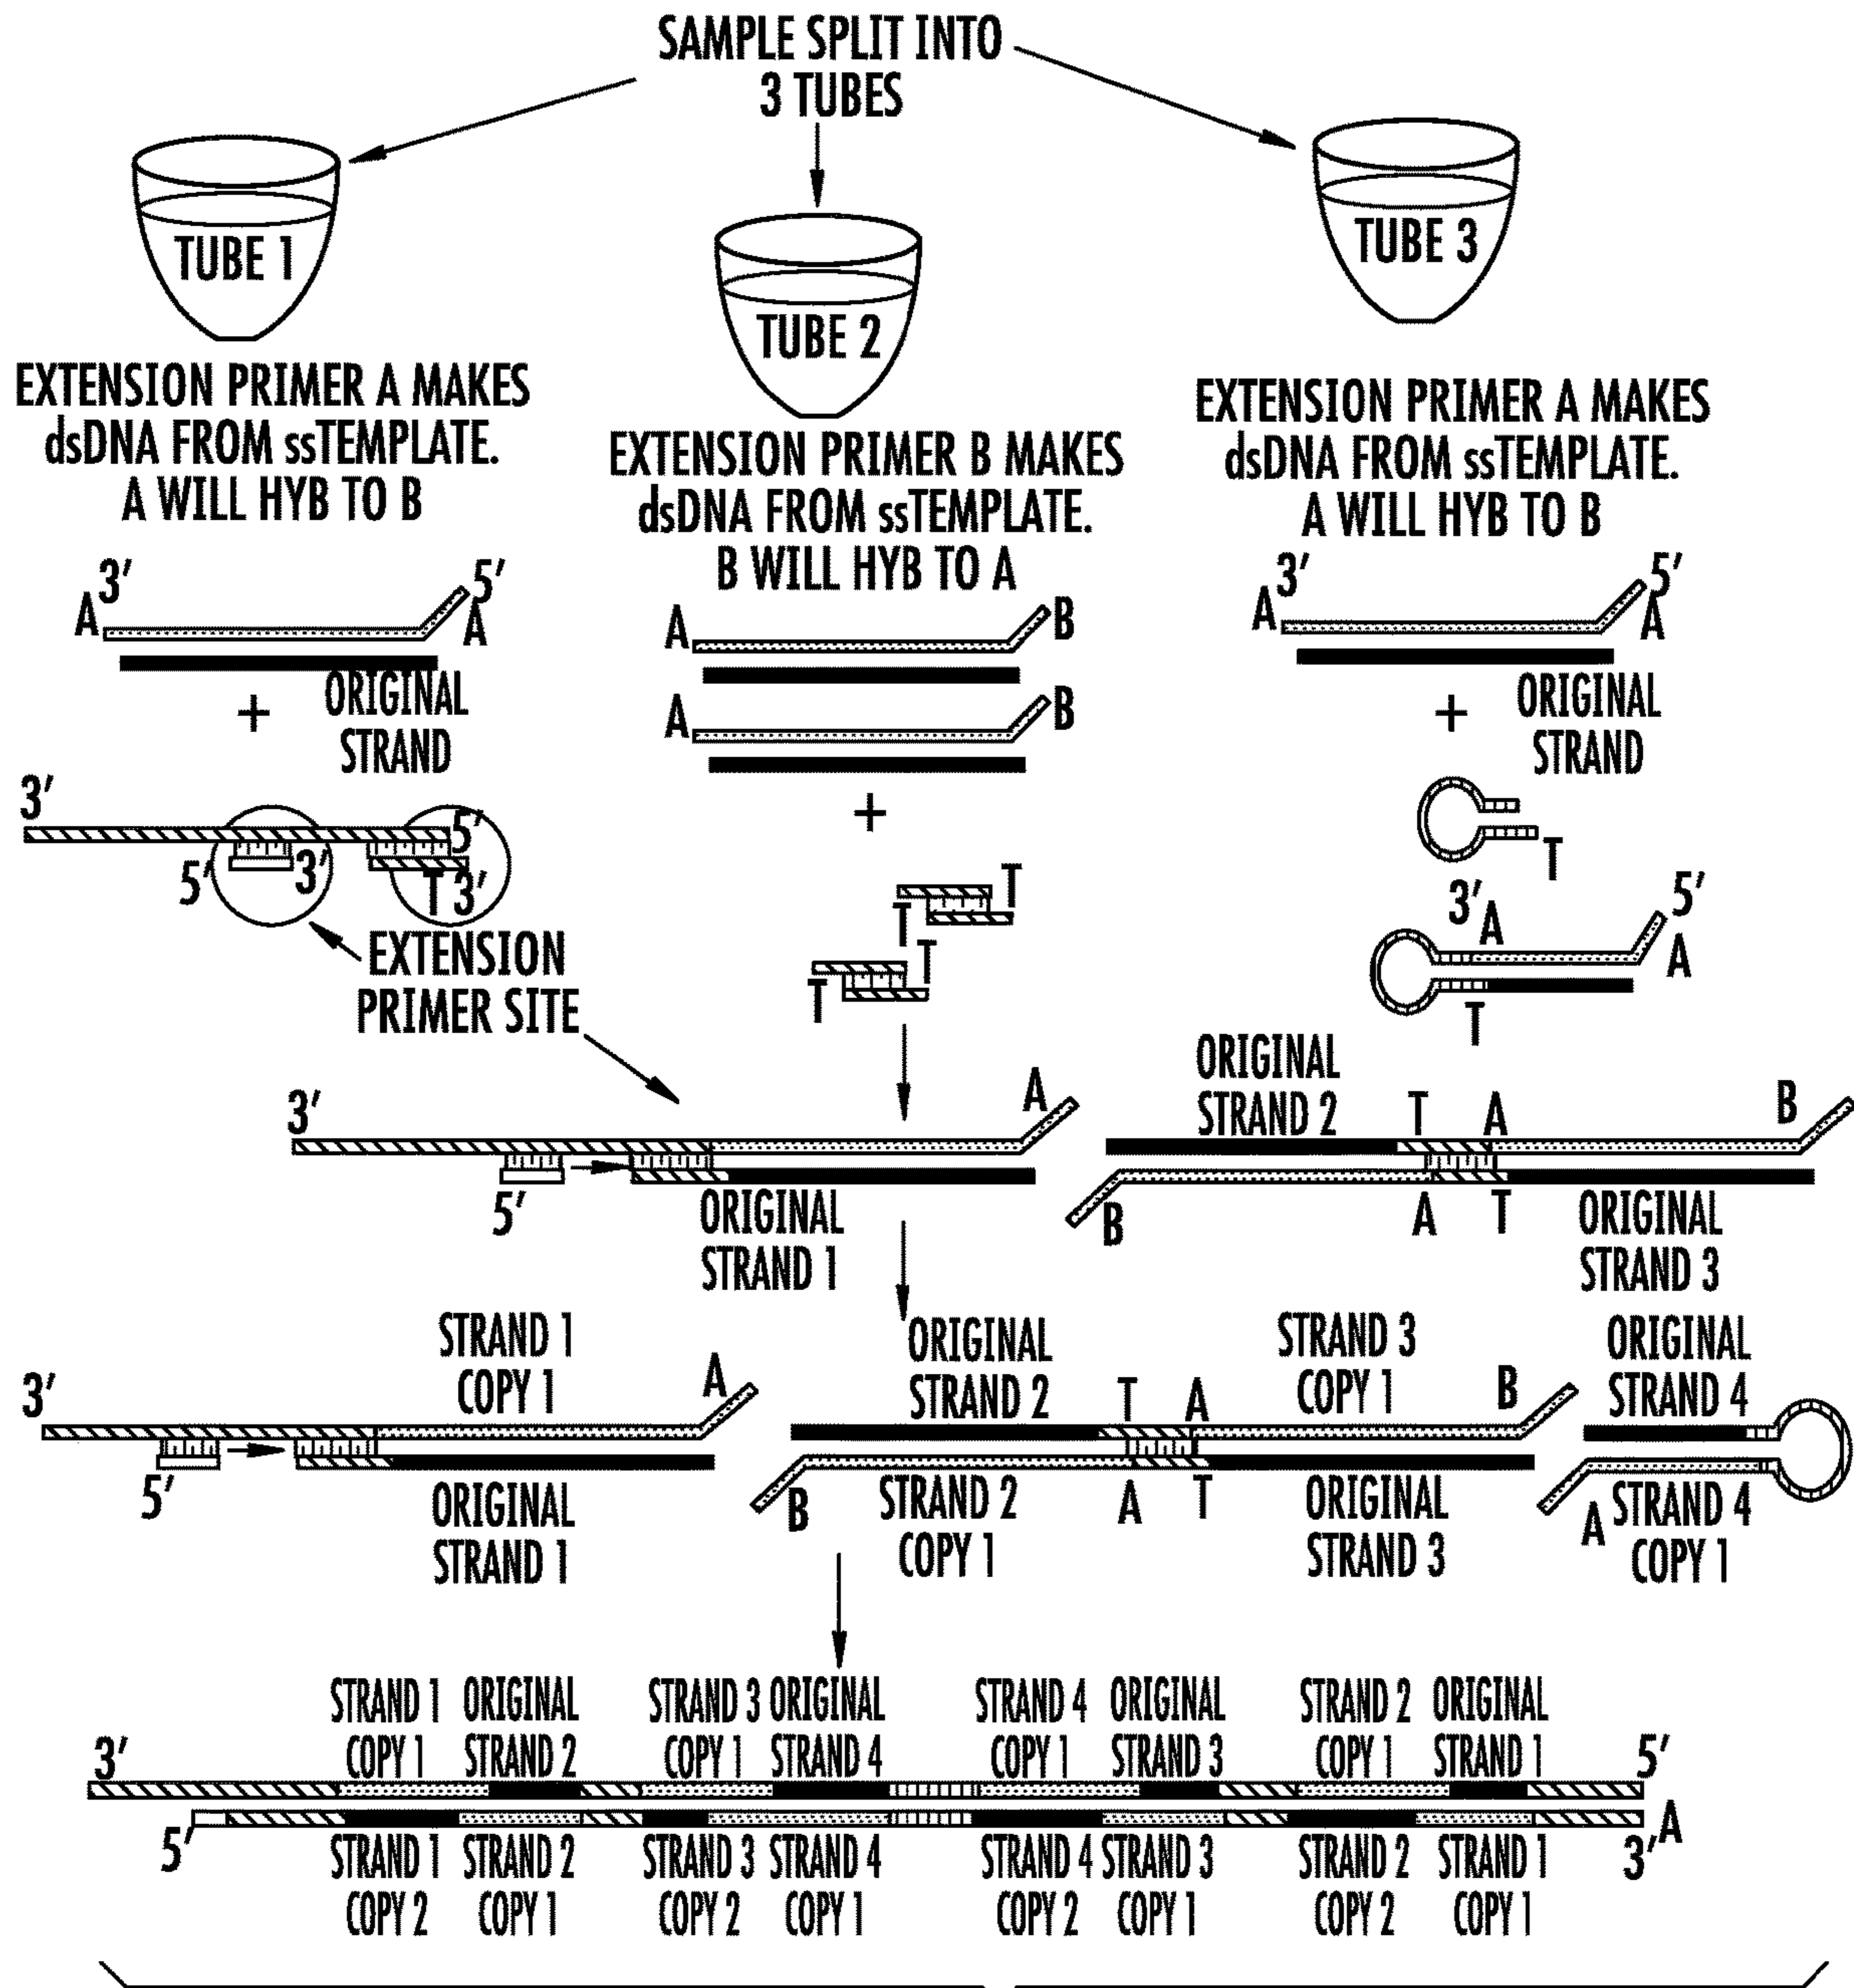 SAMPLE SPLIT INTO
3 TUBES
TUBE 1
TUBE 2
TUBE 3
EXTENSION PRIMER A MAKES
dsDNA FROM ssTEMPLATE.
A WILL HYB TO B
EXTENSION PRIMER B MAKES
dsDNA FROM ssTEMPLATE.
B WILL HYB TO A
EXTENSION PRIMER A MAKES
dsDNA FROM ssTEMPLATE.
A WILL HYB TO B
A 3' 5' A
ORIGINAL
STRAND
+
3' 5'
5' 3' T 3'
EXTENSION
PRIMER SITE
A B
A B
+
T T
T T
A 3' 5' A
+ ORIGINAL
STRAND
T
3' A 5' A
T
3' A
5'
ORIGINAL
STRAND 1
ORIGINAL
STRAND 2 T A B
B A T ORIGINAL
STRAND 3
STRAND 1
COPY 1
3' A
5'
ORIGINAL
STRAND 1
ORIGINAL
STRAND 2 T A
STRAND 3
COPY 1 B
B STRAND 2
COPY 1
A T ORIGINAL
STRAND 3
ORIGINAL
STRAND 4
A STRAND 4
COPY 1
STRAND 1 ORIGINAL STRAND 3 ORIGINAL STRAND 4 ORIGINAL STRAND 2 ORIGINAL
3' COPY 1 STRAND 2 COPY 1 STRAND 4 COPY 1 STRAND 3 COPY 1 STRAND 1 5'
5' STRAND 1 STRAND 2 STRAND 3 STRAND 4 STRAND 4 STRAND 3 STRAND 2 STRAND 1 3' A
COPY 2 COPY 1 COPY 2 COPY 1 COPY 2 COPY 1 COPY 2 COPY 1